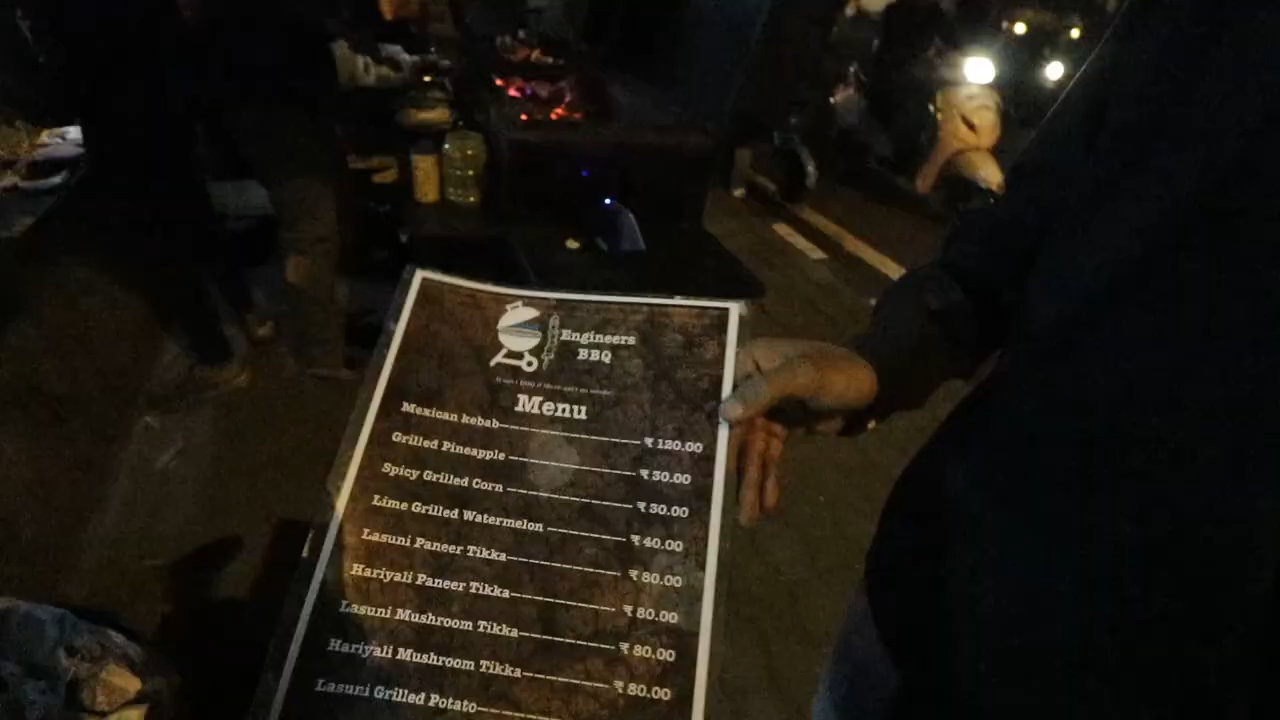 Engineers
BBQ
Menu
Mexican kebab ₹ 120.00
Grilled Pineapple ₹ 30.00
Spicy Grilled Corn ₹ 30.00
Lime Grilled Watermelon ₹ 40.00
Lasuni Paneer Tikka ₹ 80.00
Hariyali Paneer Tikka ₹ 80.00
Lasuni Mushroom Tikka ₹ 80.00
Hariyali Mushroom Tikka ₹ 80.00
Lasuni Grilled Potato